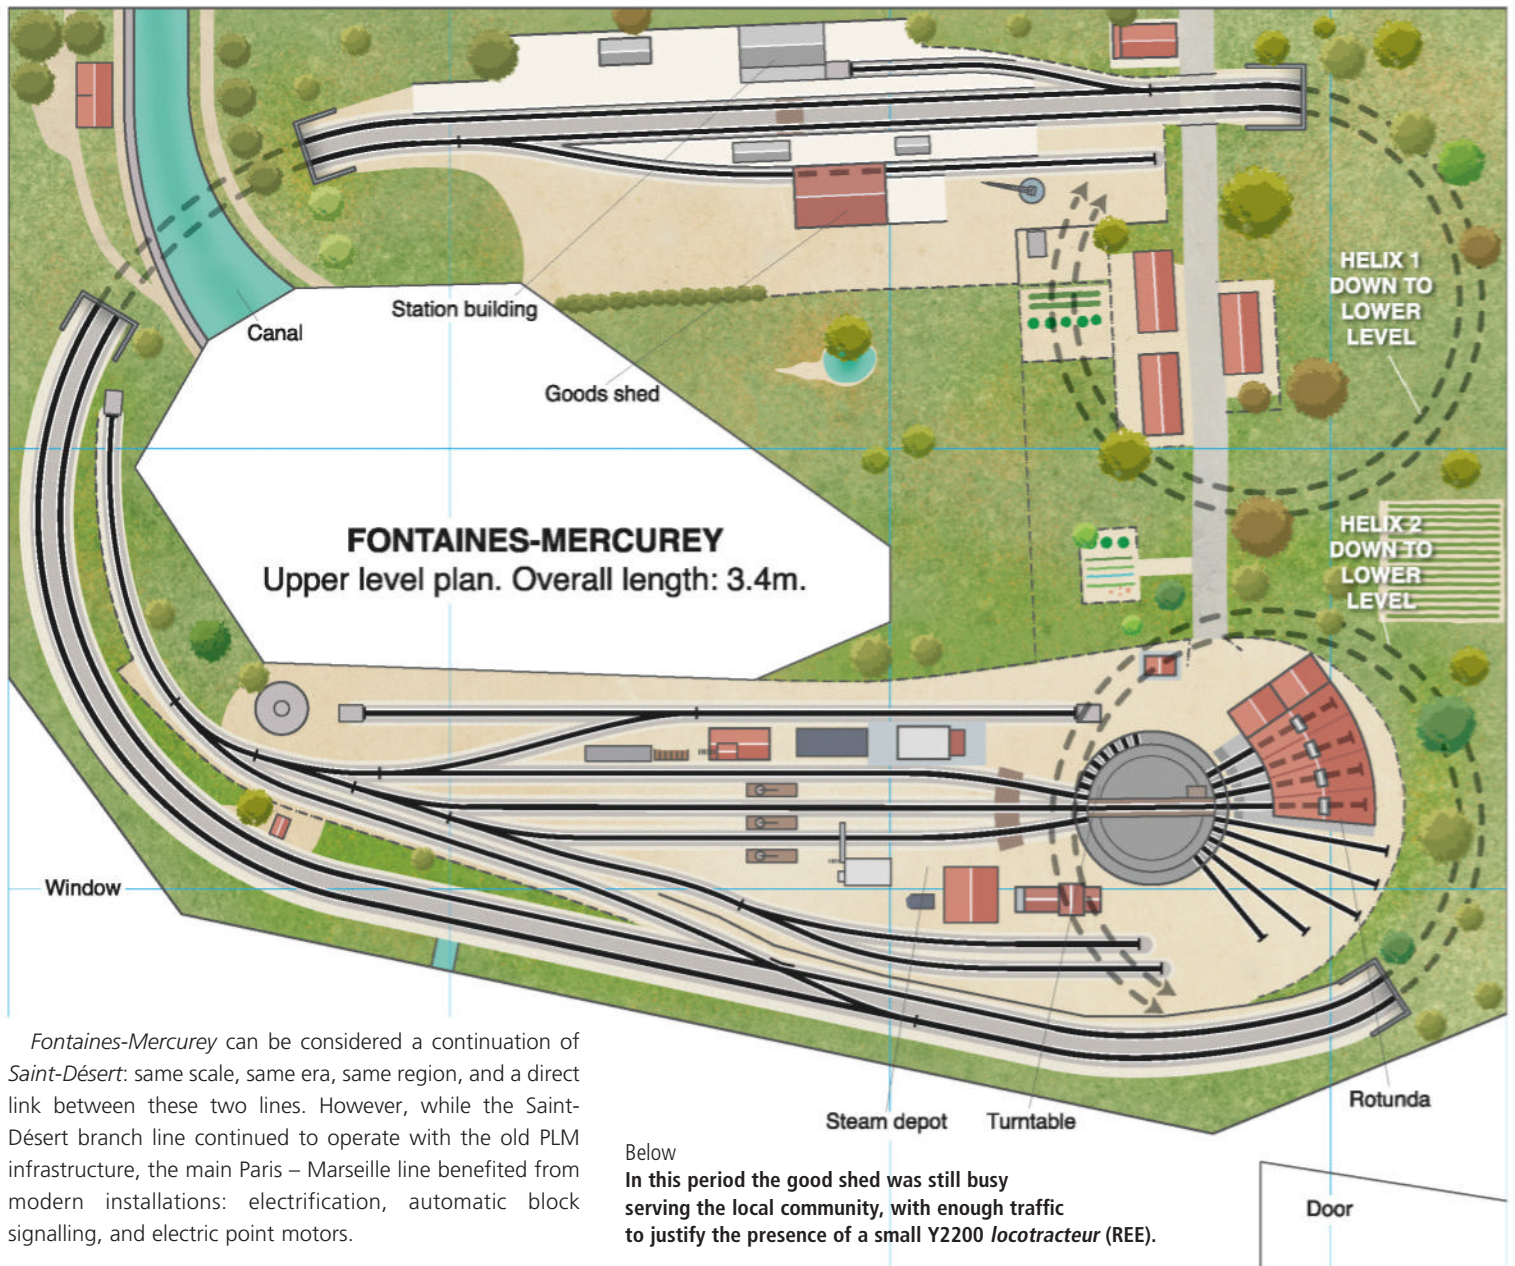 HELIX 1
DOWN TO
LOWER
LEVEL
Station building
Canal
Goods shed
FONTAINES-MERCUREY
Upper level plan. Overall length: 3.4m.
HELIX 2
DOWN TO
LOWER
LEVEL
Window
Steam depot
Turntable
Rotunda
Door
Fontaines-Mercurey can be considered a continuation of
Saint-Désert: same scale, same era, same region, and a direct
link between these two lines. However, while the Saint-
Désert branch line continued to operate with the old PLM
infrastructure, the main Paris – Marseille line benefited from
modern installations: electrification, automatic block
signalling, and electric point motors.
Below
In this period the good shed was still busy
serving the local community, with enough traffic
to justify the presence of a small Y2200 locotracteur (REE).